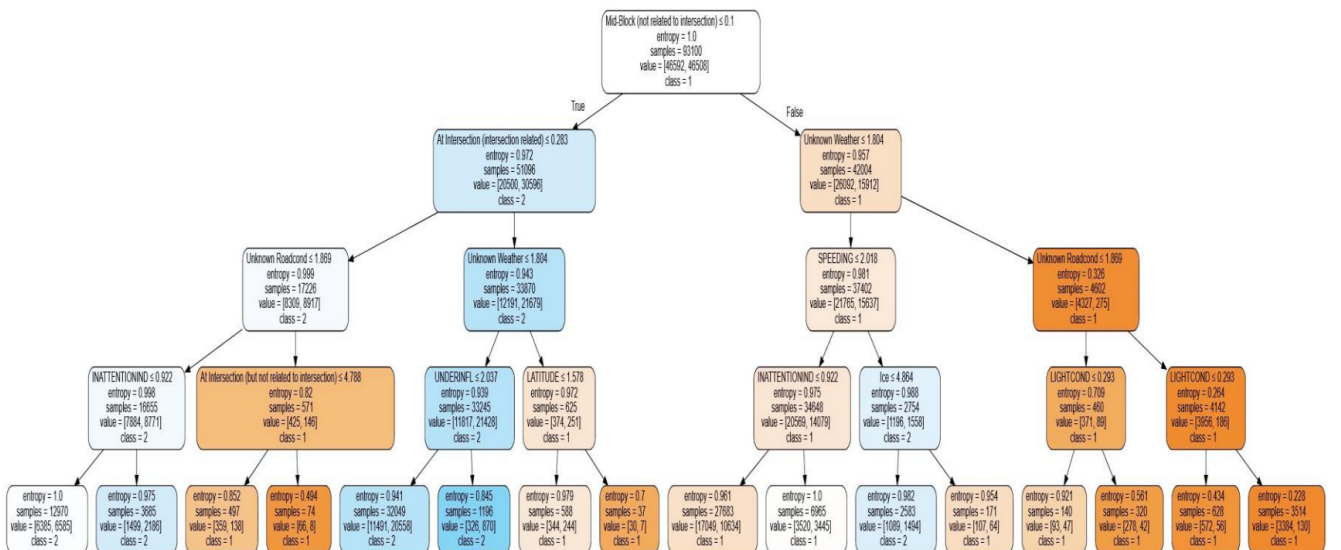 Mid-Block (not related to intersection) ≤ 0.1
entropy = 1.0
samples = 93100
value = [46592, 46508]
class = 1
True
False
At Intersection (intersection related) ≤ 0.283
entropy = 0.972
samples = 51096
value = [20500, 30596]
class = 2
Unknown Weather ≤ 1.804
entropy = 0.957
samples = 42004
value = [26092, 15912]
class = 1
Unknown Roadcond ≤ 1.869
entropy = 0.999
samples = 17226
value = [8309, 8917]
class = 2
Unknown Weather ≤ 1.804
entropy = 0.943
samples = 33870
value = [12191, 21679]
class = 2
SPEEDING ≤ 2.018
entropy = 0.981
samples = 37402
value = [21765, 15637]
class = 1
Unknown Roadcond ≤ 1.869
entropy = 0.326
samples = 4602
value = [4327, 275]
class = 1
INATTENTIONIND ≤ 0.922
entropy = 0.998
samples = 16655
value = [7884, 8771]
class = 2
At Intersection (but not related to intersection) ≤ 4.788
entropy = 0.82
samples = 571
value = [425, 146]
class = 1
UNDERINFL ≤ 2.037
entropy = 0.939
samples = 33245
value = [11817, 21428]
class = 2
LATITUDE ≤ 1.578
entropy = 0.972
samples = 625
value = [374, 251]
class = 1
INATTENTIONIND ≤ 0.922
entropy = 0.975
samples = 34648
value = [20569, 14079]
class = 1
Ice ≤ 4.864
entropy = 0.988
samples = 2754
value = [1196, 1558]
class = 2
LIGHTCOND ≤ 0.293
entropy = 0.709
samples = 460
value = [371, 89]
class = 1
LIGHTCOND ≤ 0.293
entropy = 0.264
samples = 4142
value = [3956, 186]
class = 1
entropy = 1.0
samples = 12970
value = [6385, 6585]
class = 2
entropy = 0.975
samples = 3685
value = [1499, 2186]
class = 2
entropy = 0.852
samples = 497
value = [359, 138]
class = 1
entropy = 0.494
samples = 74
value = [66, 8]
class = 1
entropy = 0.941
samples = 32049
value = [11491, 20558]
class = 2
entropy = 0.845
samples = 1196
value = [326, 870]
class = 2
entropy = 0.979
samples = 588
value = [344, 244]
class = 1
entropy = 0.7
samples = 37
value = [30, 7]
class = 1
entropy = 0.961
samples = 27683
value = [17049, 10634]
class = 1
entropy = 1.0
samples = 6965
value = [3520, 3445]
class = 1
entropy = 0.982
samples = 2583
value = [1089, 1494]
class = 2
entropy = 0.954
samples = 171
value = [107, 64]
class = 1
entropy = 0.921
samples = 140
value = [93, 47]
class = 1
entropy = 0.561
samples = 320
value = [278, 42]
class = 1
entropy = 0.434
samples = 628
value = [572, 56]
class = 1
entropy = 0.228
samples = 3514
value = [3384, 130]
class = 1